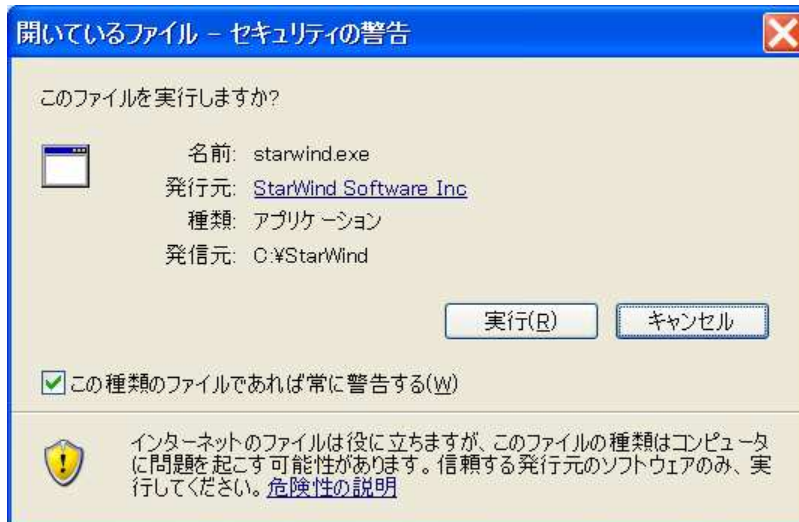 開いているファイル － セキュリティの警告
このファイルを実行しますか?
名前: starwind.exe
発行元: StarWind Software Inc
種類: アプリケーション
発信元: C:¥StarWind
実行(R) キャンセル
この種類のファイルであれば常に警告する(W)
インターネットのファイルは役に立ちますが、このファイルの種類はコンピュータ
に問題を起こす可能性があります。信頼する発行元のソフトウェアのみ、実
行してください。危険性の説明